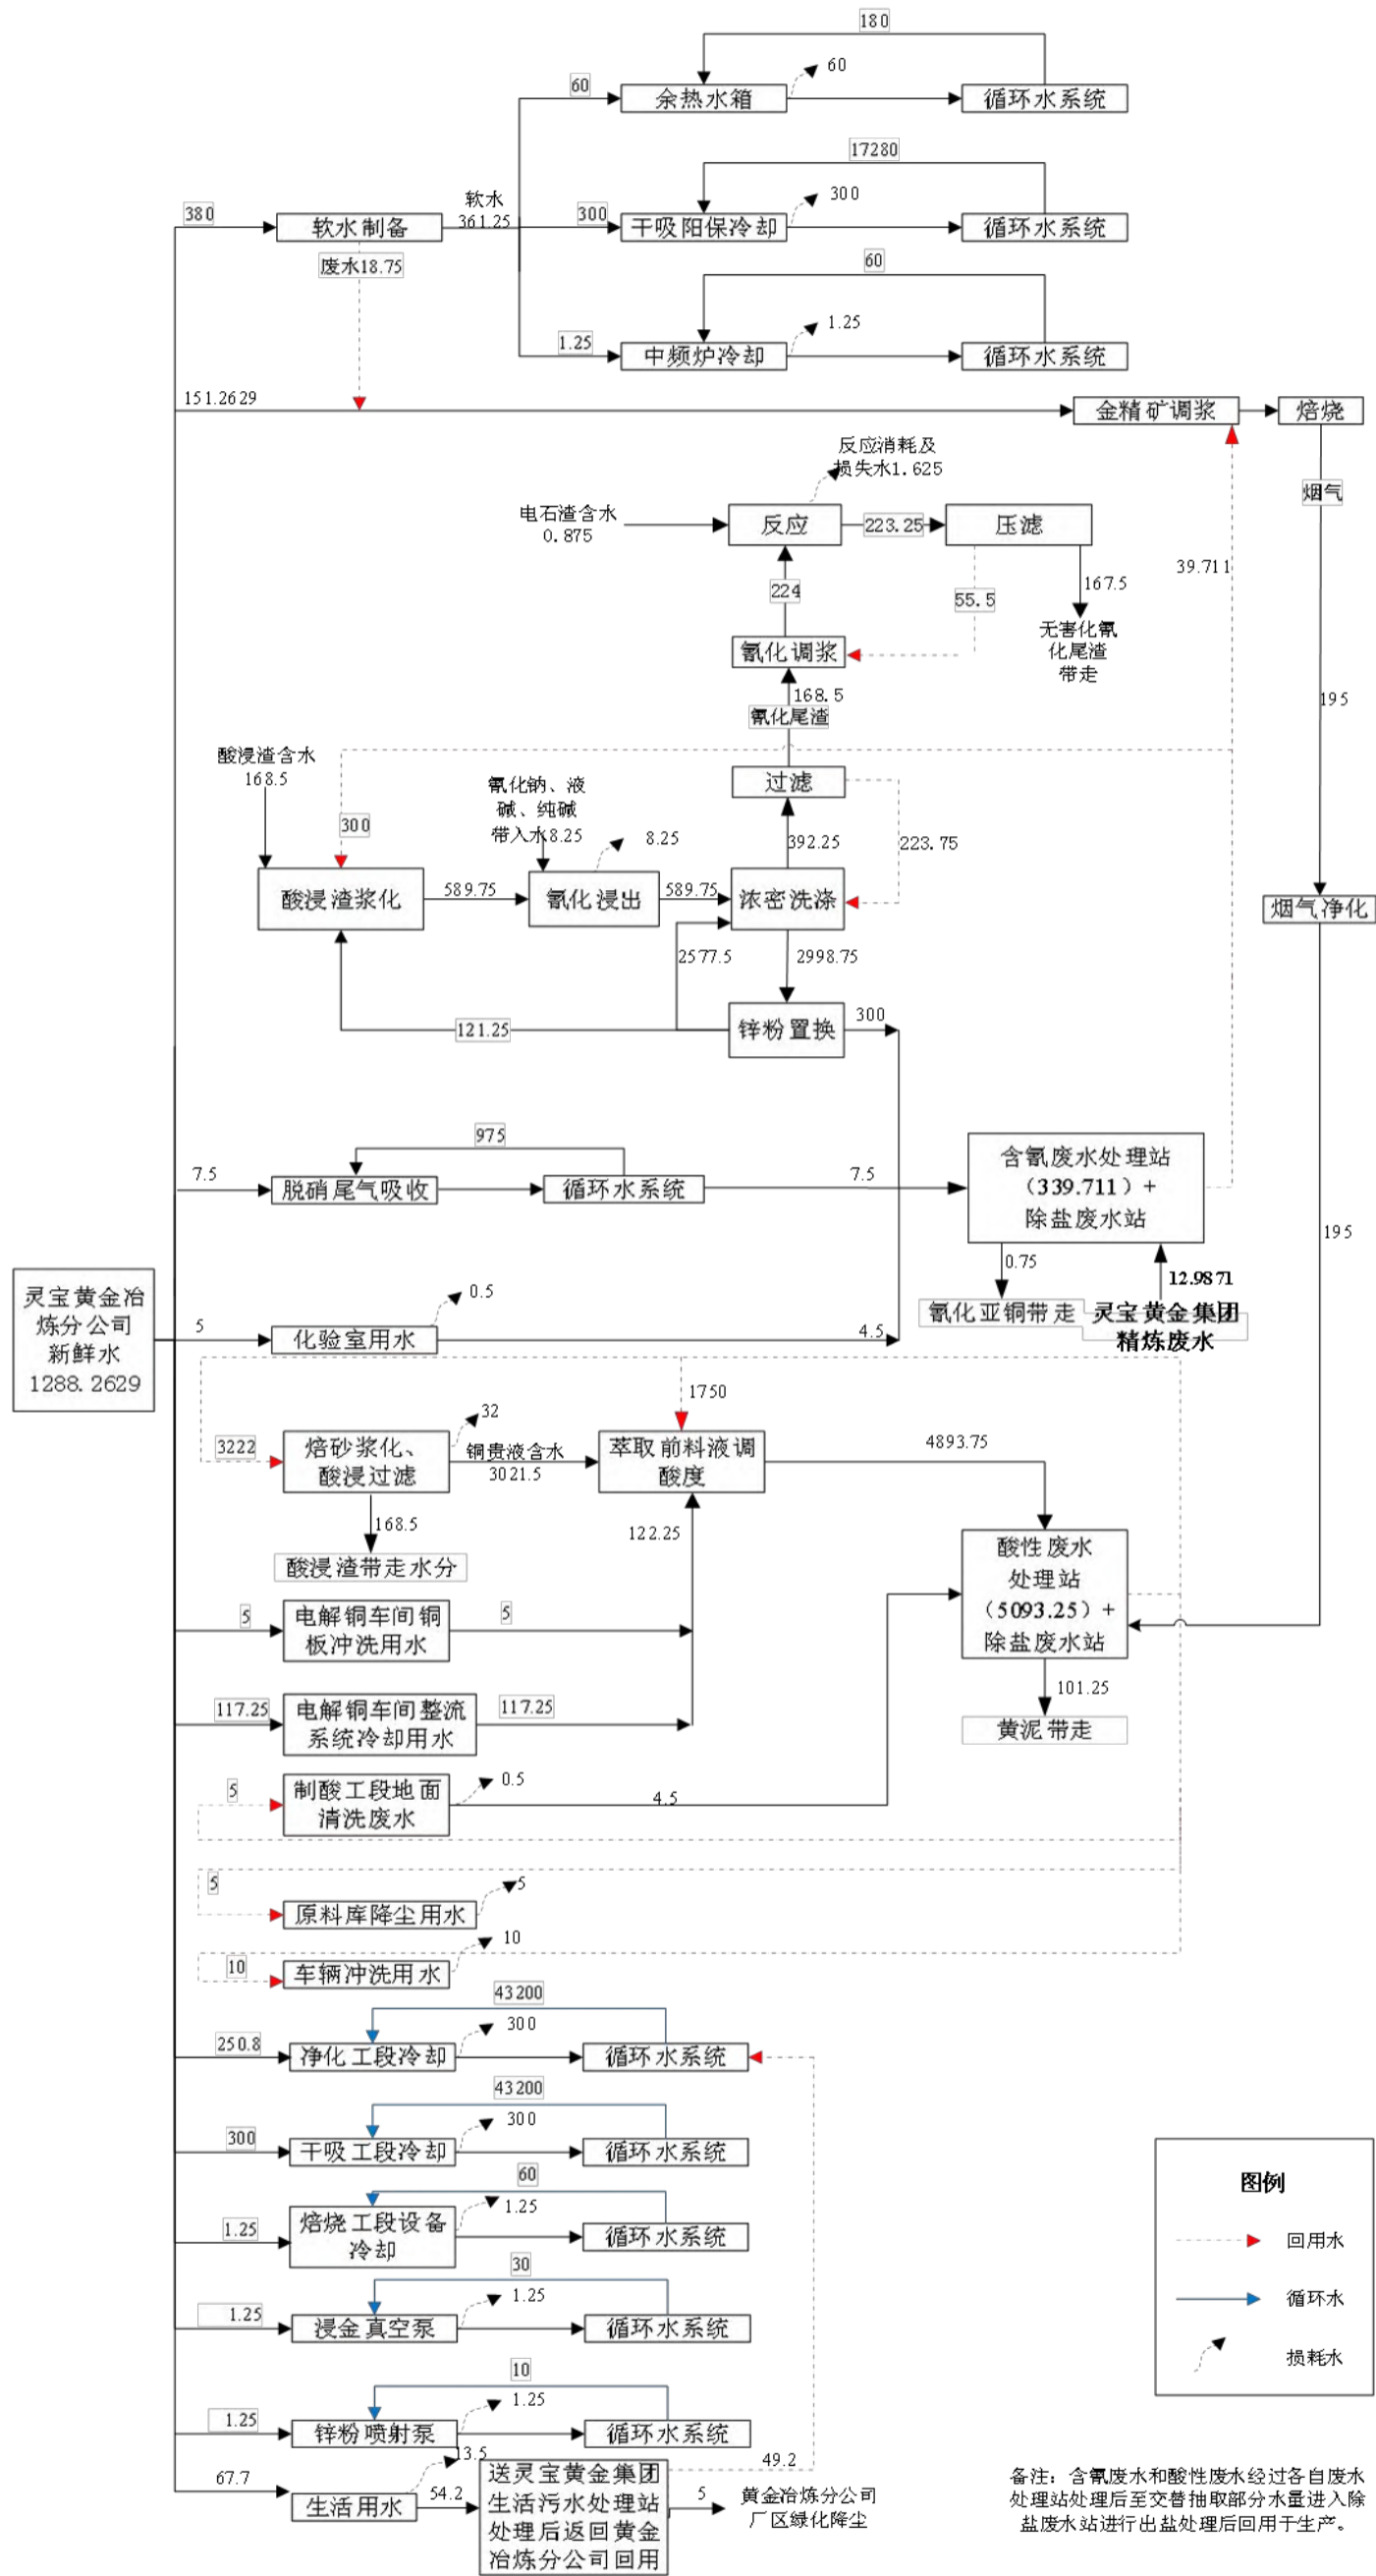 180
60
60
余热水箱
循环水系统
17280
软水
361.25
380
300
300
软水制备
干吸阳保冷却
循环水系统
废水18.75
60
1.25
1.25
中频炉冷却
循环水系统
151.2629
金精矿调浆
焙烧
反应消耗及
损失水1.625
烟气
电石渣含水
0.875
反应
223.25
压滤
39.711
224
55.5
167.5
无害化氰
化尾渣
带走
氰化调浆
168.5
氰化尾渣
195
酸浸渣含水
168.5
过滤
氰化钠、液
碱、纯碱
带入水8.25
300
8.25
392.25
223.75
酸浸渣浆化
589.75
氰化浸出
589.75
浓密洗涤
烟气净化
2577.5
2998.75
121.25
锌粉置换
300
975
7.5
脱硝尾气吸收
循环水系统
7.5
含氰废水处理站
（339.711）+
除盐废水站
195
0.75
12.9871
灵宝黄金冶
炼分公司
新鲜水
1288.2629
0.5
氰化亚铜带走
灵宝黄金集团
精炼废水
5
化验室用水
4.5
1750
3222
32
焙砂浆化、
酸浸过滤
铜贵液含水
3021.5
萃取前料液调
酸度
4893.75
168.5
122.25
酸浸渣带走水分
酸性废水
处理站
（5093.25）+
除盐废水站
5
电解铜车间铜
板冲洗用水
5
101.25
117.25
电解铜车间整流
系统冷却用水
117.25
黄泥带走
5
制酸工段地面
清洗废水
0.5
4.5
5
原料库降尘用水
5
10
车辆冲洗用水
10
43200
250.8
净化工段冷却
300
循环水系统
43200
300
干吸工段冷却
300
循环水系统
60
1.25
焙烧工段设备
冷却
1.25
循环水系统
30
1.25
浸金真空泵
1.25
循环水系统
10
1.25
锌粉喷射泵
1.25
循环水系统
13.5
49.2
67.7
生活用水
54.2
送灵宝黄金集团
生活污水处理站
处理后返回黄金
冶炼分公司回用
5
黄金冶炼分公司
厂区绿化降尘
图例
回用水
循环水
损耗水
备注：含氰废水和酸性废水经过各自废水
处理站处理后至交替抽取部分水量进入除
盐废水站进行出盐处理后回用于生产。